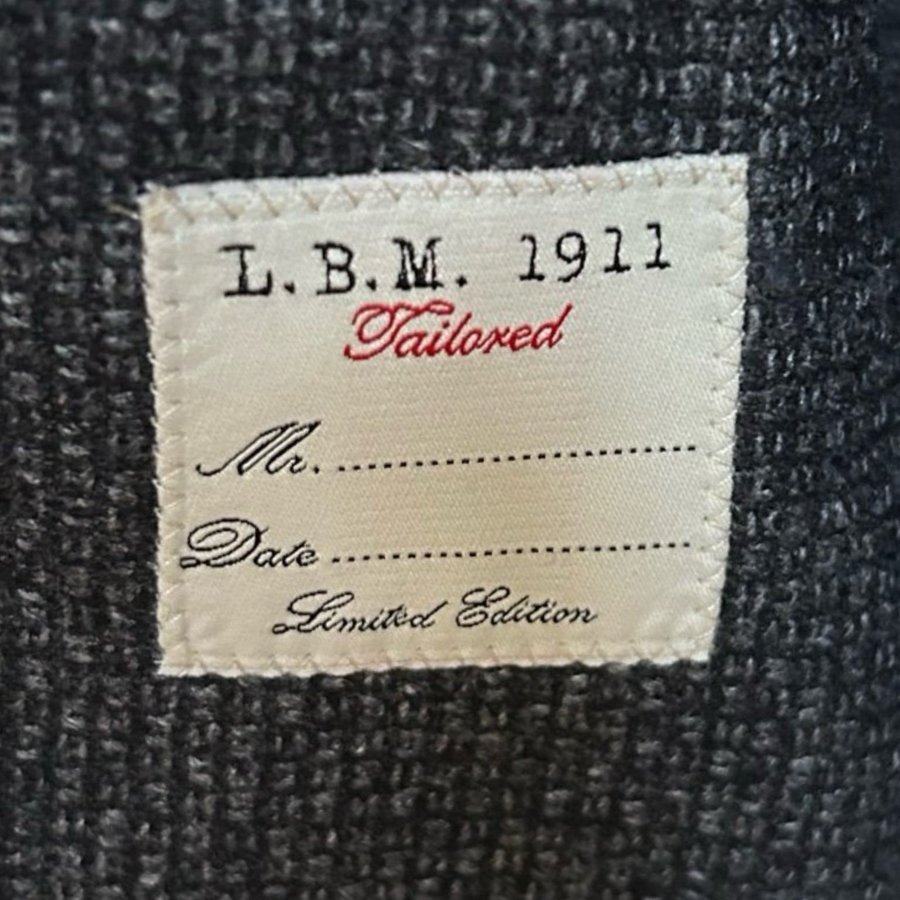 L.B.M. 1911
Tailored
Mr. ........................
Date ........................
Limited Edition